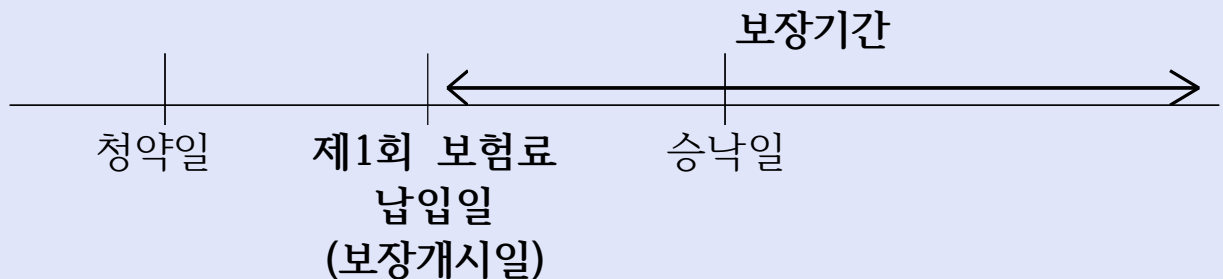 보장기간
청약일
제1회 보험료
납입일
(보장개시일)
승낙일